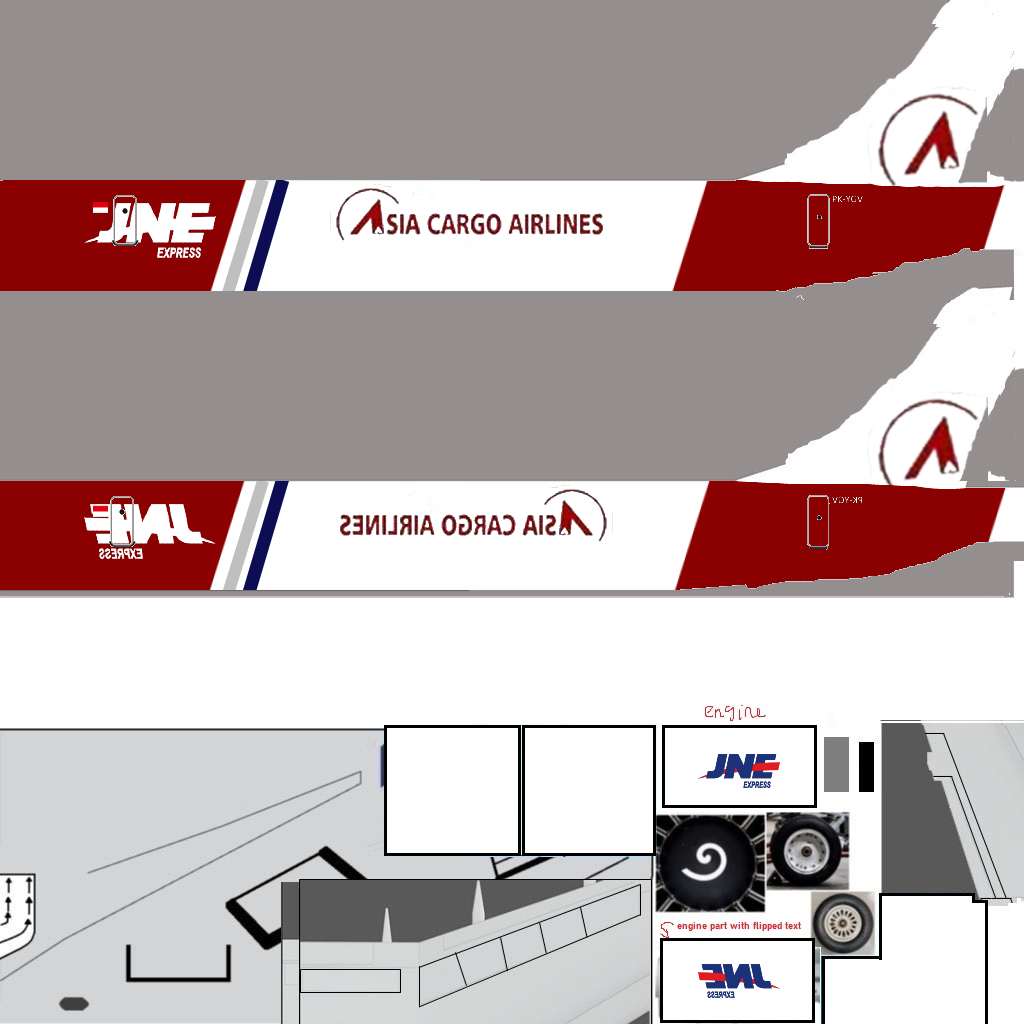 JNE
EXPRESS
ASIA CARGO AIRLINES
PK-YGV
JNE
EXPRESS
ASIA CARGO AIRLINES
PK-YGV
engine
JNE
EXPRESS
engine part with flipped text
JNE
EXPRESS